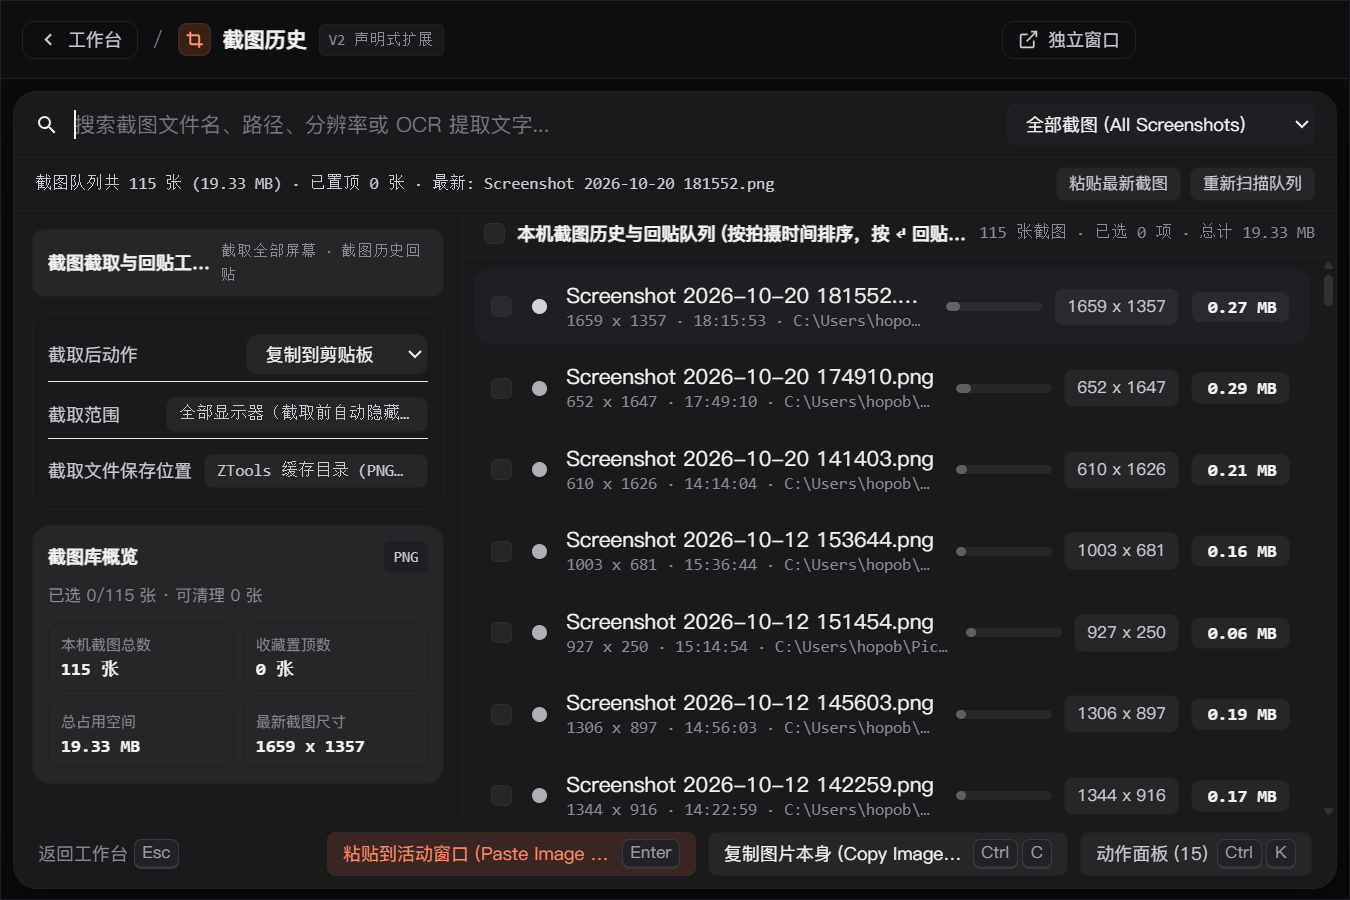 工作台 / 截图历史 V2 声明式扩展 独立窗口
搜索截图文件名、路径、分辨率或 OCR 提取文字... 全部截图 (All Screenshots)
截图队列共 115 张 (19.33 MB) · 已置顶 0 张 · 最新: Screenshot 2026-10-20 181552.png 粘贴最新截图 重新扫描队列
截图截取与回贴工... 截取全部屏幕 · 截图历史回
贴
截取后动作 复制到剪贴板
截取范围 全部显示器 (截取前自动隐藏…
截取文件保存位置 ZTools 缓存目录 (PNG…
截图库概览 PNG
已选 0/115 张 · 可清理 0 张
本机截图总数 收藏置顶数
115 张 0 张
总占用空间 最新截图尺寸
19.33 MB 1659 x 1357
本机截图历史与回贴队列 (按拍摄时间排序，按 ⏎ 回贴... 115 张截图 · 已选 0 项 · 总计 19.33 MB
Screenshot 2026-10-20 181552.... 1659 x 1357 0.27 MB
1659 x 1357 · 18:15:53 · C:\Users\hopo…
Screenshot 2026-10-20 174910.png 652 x 1647 0.29 MB
652 x 1647 · 17:49:10 · C:\Users\hopob\…
Screenshot 2026-10-20 141403.png 610 x 1626 0.21 MB
610 x 1626 · 14:14:04 · C:\Users\hopob\…
Screenshot 2026-10-12 153644.png 1003 x 681 0.16 MB
1003 x 681 · 15:36:44 · C:\Users\hopob\…
Screenshot 2026-10-12 151454.png 927 x 250 0.06 MB
927 x 250 · 15:14:54 · C:\Users\hopob\Pic…
Screenshot 2026-10-12 145603.png 1306 x 897 0.19 MB
1306 x 897 · 14:56:03 · C:\Users\hopob\…
Screenshot 2026-10-12 142259.png 1344 x 916 0.17 MB
1344 x 916 · 14:22:59 · C:\Users\hopob\…
返回工作台 Esc 粘贴到活动窗口 (Paste Image ... Enter 复制图片本身 (Copy Image... Ctrl C 动作面板 (15) Ctrl K